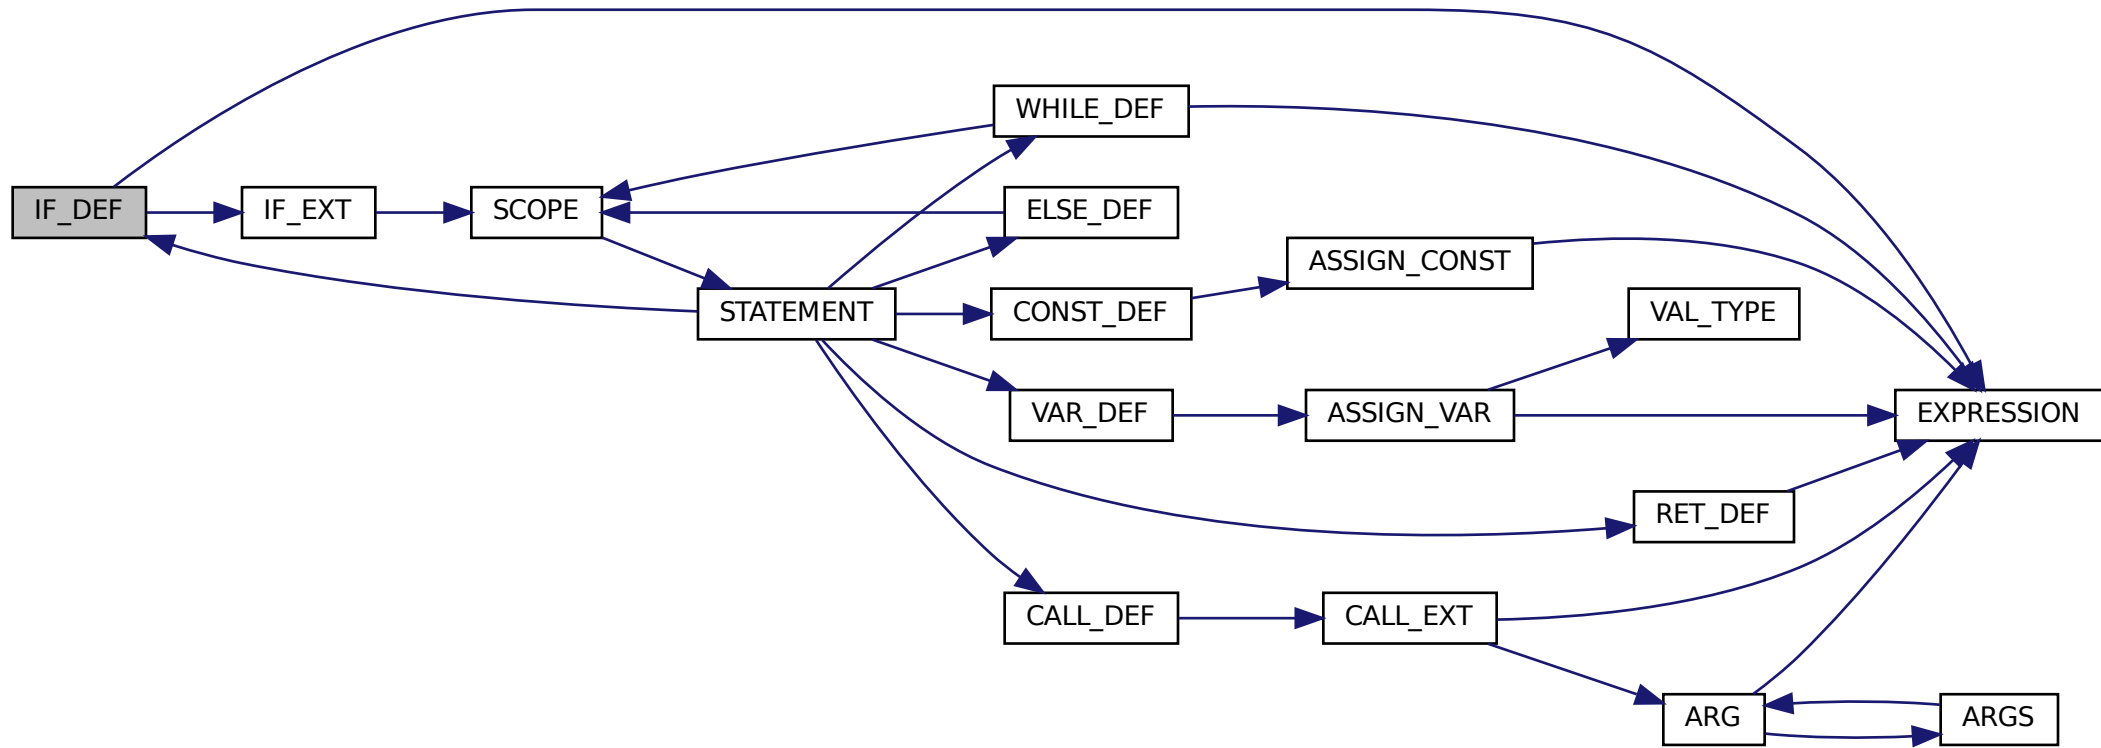 WHILE_DEF
IF_DEF
IF_EXT
SCOPE
ELSE_DEF
ASSIGN_CONST
STATEMENT
CONST_DEF
VAL_TYPE
VAR_DEF
ASSIGN_VAR
EXPRESSION
RET_DEF
CALL_DEF
CALL_EXT
ARG
ARGS